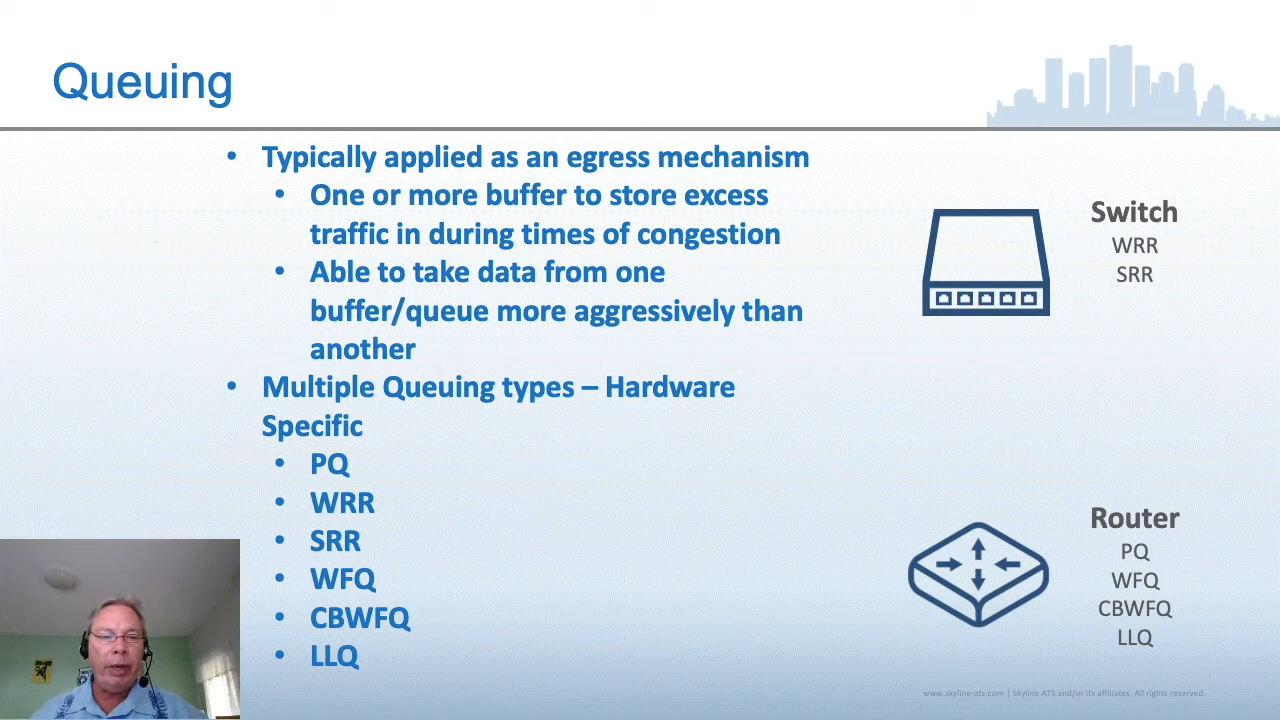 Queuing
• Typically applied as an egress mechanism
• One or more buffer to store excess
traffic in during times of congestion
• Able to take data from one
buffer/queue more aggressively than
another
• Multiple Queuing types – Hardware
Specific
• PQ
• WRR
• SRR
• WFQ
• CBWFQ
• LLQ
Switch
WRR
SRR
Router
PQ
WFQ
CBWFQ
LLQ
www.skyline-ats.com | Skyline ATS and/or its affiliates. All rights reserved.